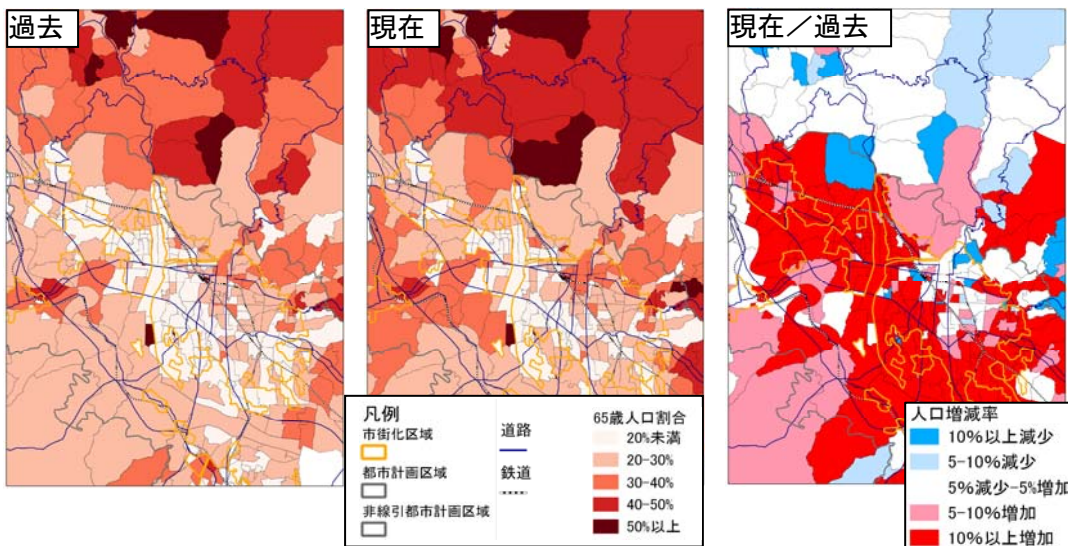 過去
現在
現在／過去
凡例
市街化区域
都市計画区域
非線引都市計画区域
道路
鉄道
65歳人口割合
20%未満
20-30%
30-40%
40-50%
50%以上
人口増減率
10%以上減少
5-10%減少
5%減少-5%増加
5-10%増加
10%以上増加